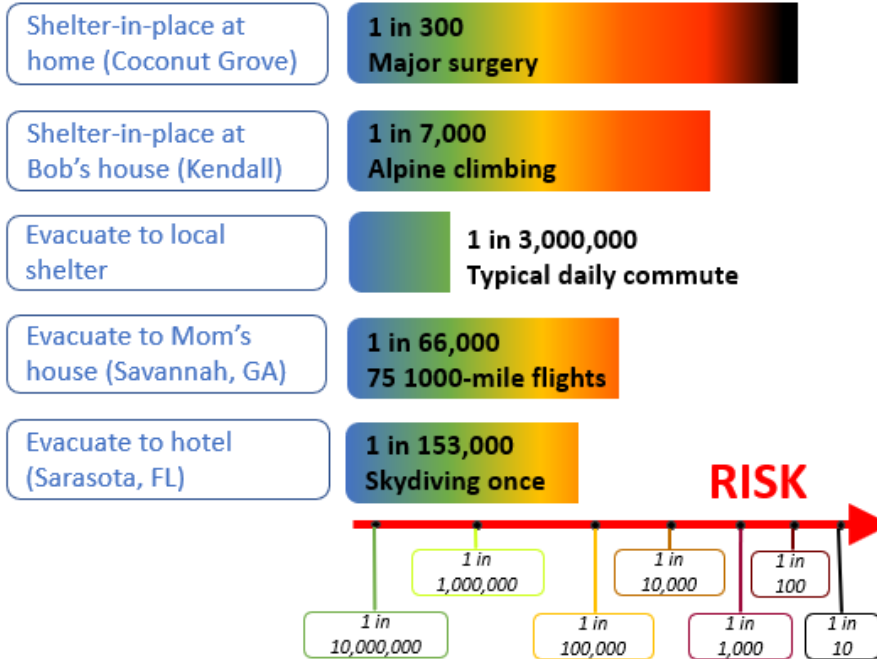 Shelter-in-place at
home (Coconut Grove)
1 in 300
Major surgery
Shelter-in-place at
Bob's house (Kendall)
1 in 7,000
Alpine climbing
Evacuate to local
shelter
1 in 3,000,000
Typical daily commute
Evacuate to Mom's
house (Savannah, GA)
1 in 66,000
75 1000-mile flights
Evacuate to hotel
(Sarasota, FL)
1 in 153,000
Skydiving once
RISK
1 in
10,000,000
1 in
1,000,000
1 in
100,000
1 in
10,000
1 in
1,000
1 in
100
1 in
10